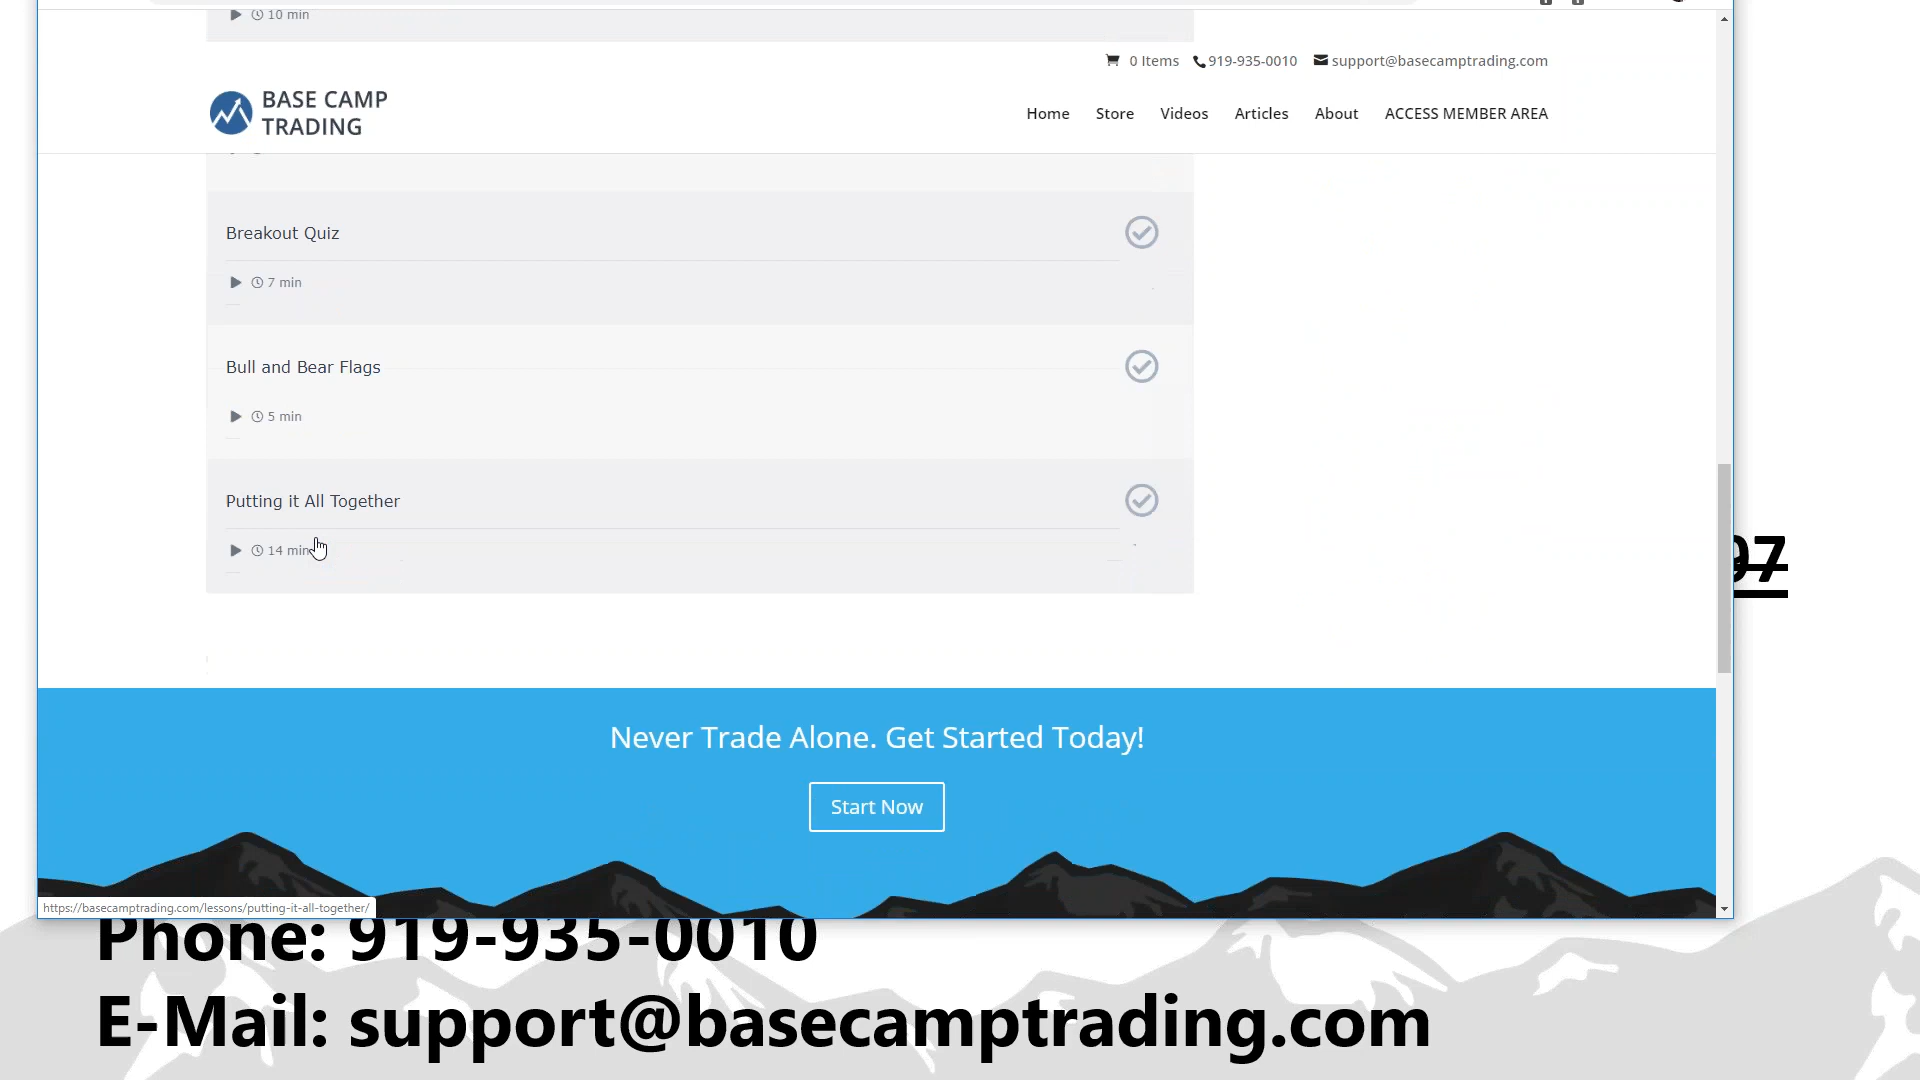 10 min
0 Items 919-935-0010 support@basecamptrading.com
BASE CAMP
TRADING
Home Store Videos Articles About ACCESS MEMBER AREA
Breakout Quiz
7 min
Bull and Bear Flags
5 min
Putting it All Together
14 min
97
Never Trade Alone. Get Started Today!
Start Now
https://basecamptrading.com/lessons/putting-it-all-together/
Phone: 919-935-0010
E-Mail: support@basecamptrading.com